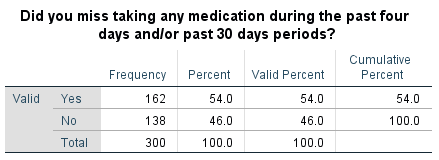 Did you miss taking any medication during the past four
days and/or past 30 days periods?
Cumulative
Frequency Percent Valid Percent Percent
Valid Yes 162 54.0 54.0 54.0
No 138 46.0 46.0 100.0
Total 300 100.0 100.0